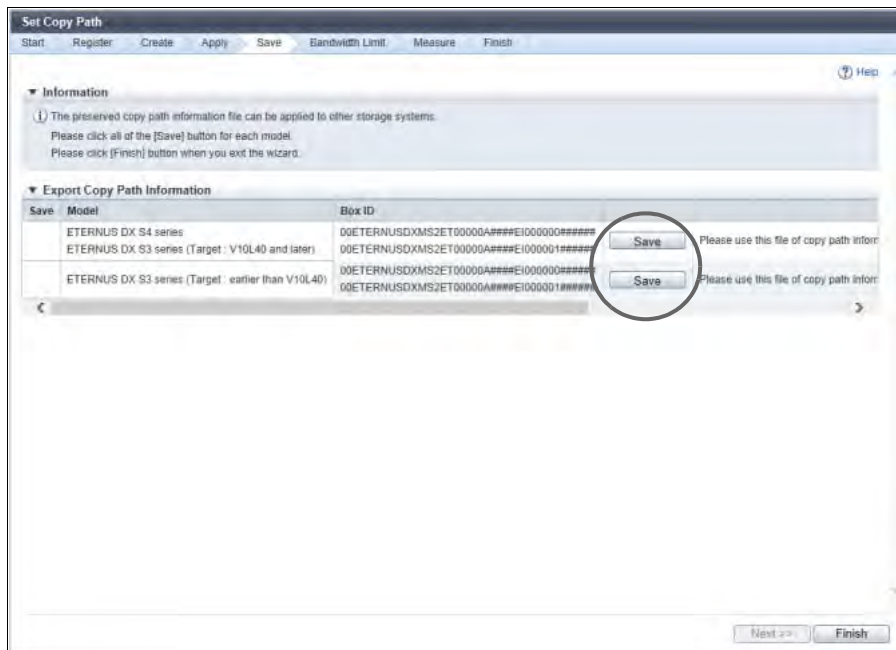 Set Copy Path
Start Register Create Apply Save Bandwidth Limit Measure Finish
Help
Information
The preserved copy path information file can be applied to other storage systems.
Please click all of the [Save] button for each model.
Please click [Finish] button when you exit the wizard.
Export Copy Path Information
Save Model Box ID
ETERNUS DX S4 series 00ETERNUSDXMS2ET00000A####EI000000######
ETERNUS DX S3 series (Target : V10L40 and later) 00ETERNUSDXMS2ET00000A####EI000001######
Save Please use this file of copy path inform
ETERNUS DX S3 series (Target : earlier than V10L40) 00ETERNUSDXMS2ET00000A####EI000000######
00ETERNUSDXMS2ET00000A####EI000001######
Save Please use this file of copy path inform
Next >> Finish